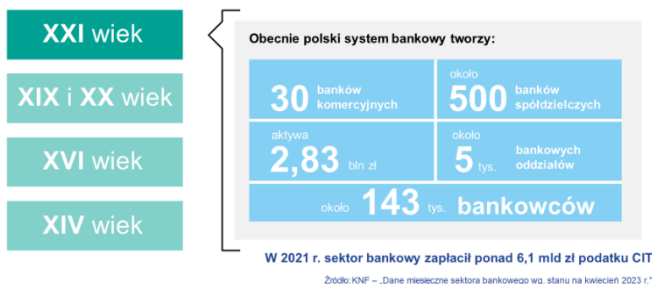 XXI wiek
XIX i XX wiek
XVI wiek
XIV wiek
Obecnie polski system bankowy tworzy:
30 banków komercyjnych
około 500 banków spółdzielczych
aktywa 2,83 bln zł
około 5 tys. bankowych oddziałów
około 143 tys. bankowców
W 2021 r. sektor bankowy zapłacił ponad 6,1 mld zł podatku CIT
Źródło: KNF – „Dane miesięczne sektora bankowego wg. stanu na kwiecień 2023 r.”